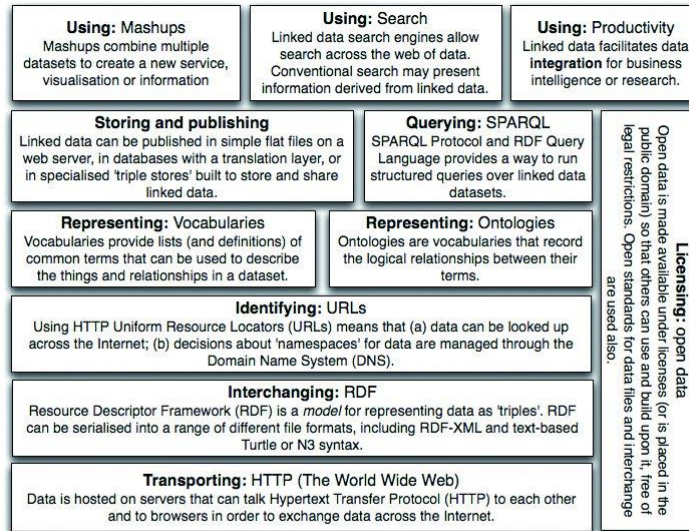 Using: Mashups
Mashups combine multiple
datasets to create a new service,
visualisation or information
Using: Search
Linked data search engines allow
search across the web of data.
Conventional search may present
information derived from linked data.
Using: Productivity
Linked data facilitates data
integration for business
intelligence or research.
Storing and publishing
Linked data can be published in simple flat files on a
web server, in databases with a translation layer, or
in specialised 'triple stores' built to store and share
linked data.
Querying: SPARQL
SPARQL Protocol and RDF Query
Language provides a way to run
structured queries over linked data
datasets.
Representing: Vocabularies
Vocabularies provide lists (and definitions) of
common terms that can be used to describe
the things and relationships in a dataset.
Representing: Ontologies
Ontologies are vocabularies that record
the logical relationships between their
terms.
Identifying: URLs
Using HTTP Uniform Resource Locators (URLs) means that (a) data can be looked up
across the Internet; (b) decisions about 'namespaces' for data are managed through the
Domain Name System (DNS).
Interchanging: RDF
Resource Descriptor Framework (RDF) is a model for representing data as 'triples'. RDF
can be serialised into a range of different file formats, including RDF-XML and text-based
Turtle or N3 syntax.
Transporting: HTTP (The World Wide Web)
Data is hosted on servers that can talk Hypertext Transfer Protocol (HTTP) to each other
and to browsers in order to exchange data across the Internet.
Licensing: open data
Open data is made available under licenses (or is placed in the
public domain) so that others can use and build upon it, free of
legal restrictions. Open standards for data files and interchange
are used also.